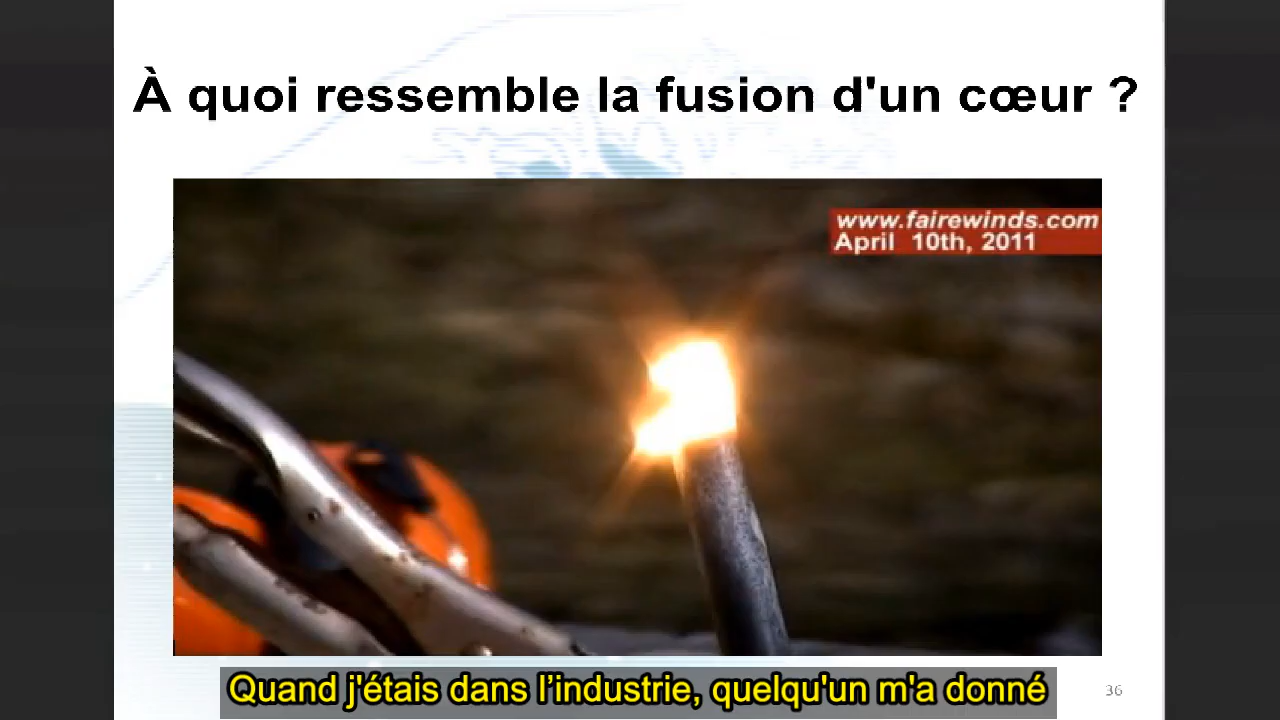 À quoi ressemble la fusion d'un cœur ?
www.fairewinds.com
April 10th, 2011
Quand j'étais dans l’industrie, quelqu'un m'a donné
36